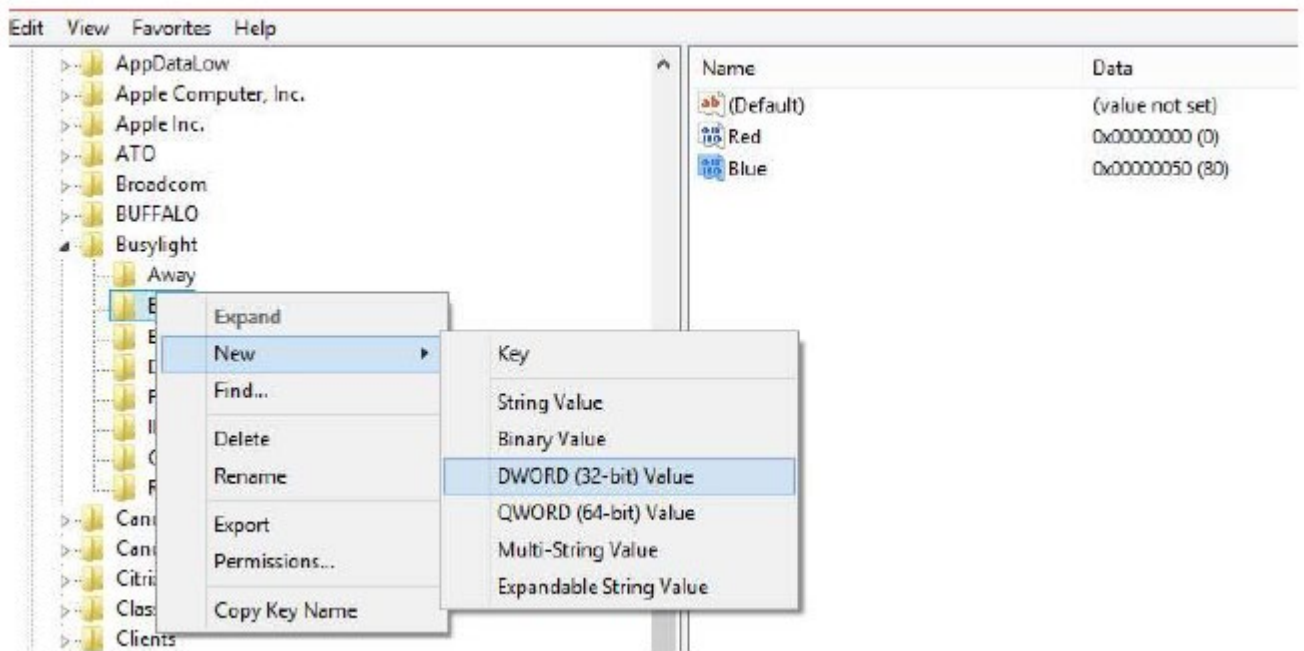 Edit View Favorites Help
AppDataLow
Apple Computer, Inc.
Apple Inc.
ATO
Broadcom
BUFFALO
Busylight
Away
Clients
Expand
New
Find...
Delete
Rename
Export
Permissions...
Copy Key Name
Key
String Value
Binary Value
DWORD (32-bit) Value
QWORD (64-bit) Value
Multi-String Value
Expandable String Value
Name Data
(Default) (value not set)
Red 0x00000000 (0)
Blue 0x00000050 (80)